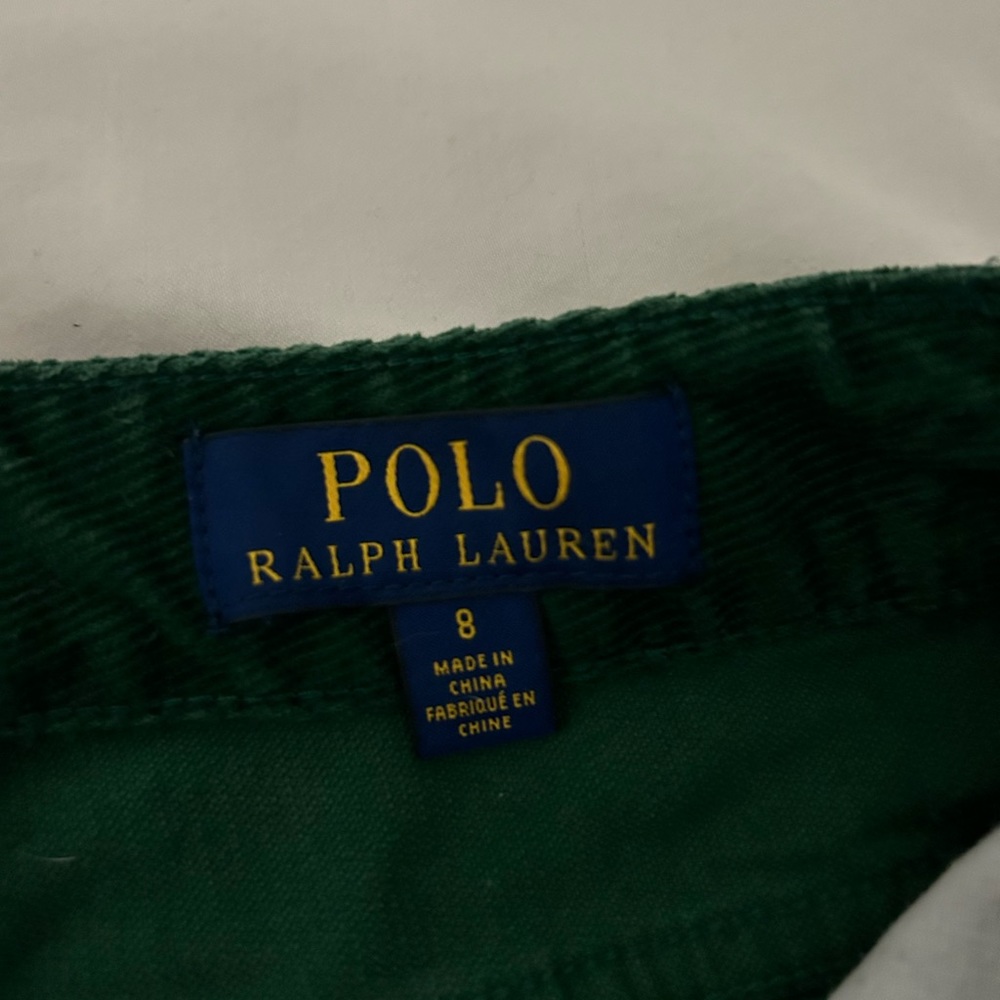 POLO
RALPH LAUREN
8
MADE IN
CHINA
FABRIQUÉ EN
CHINE